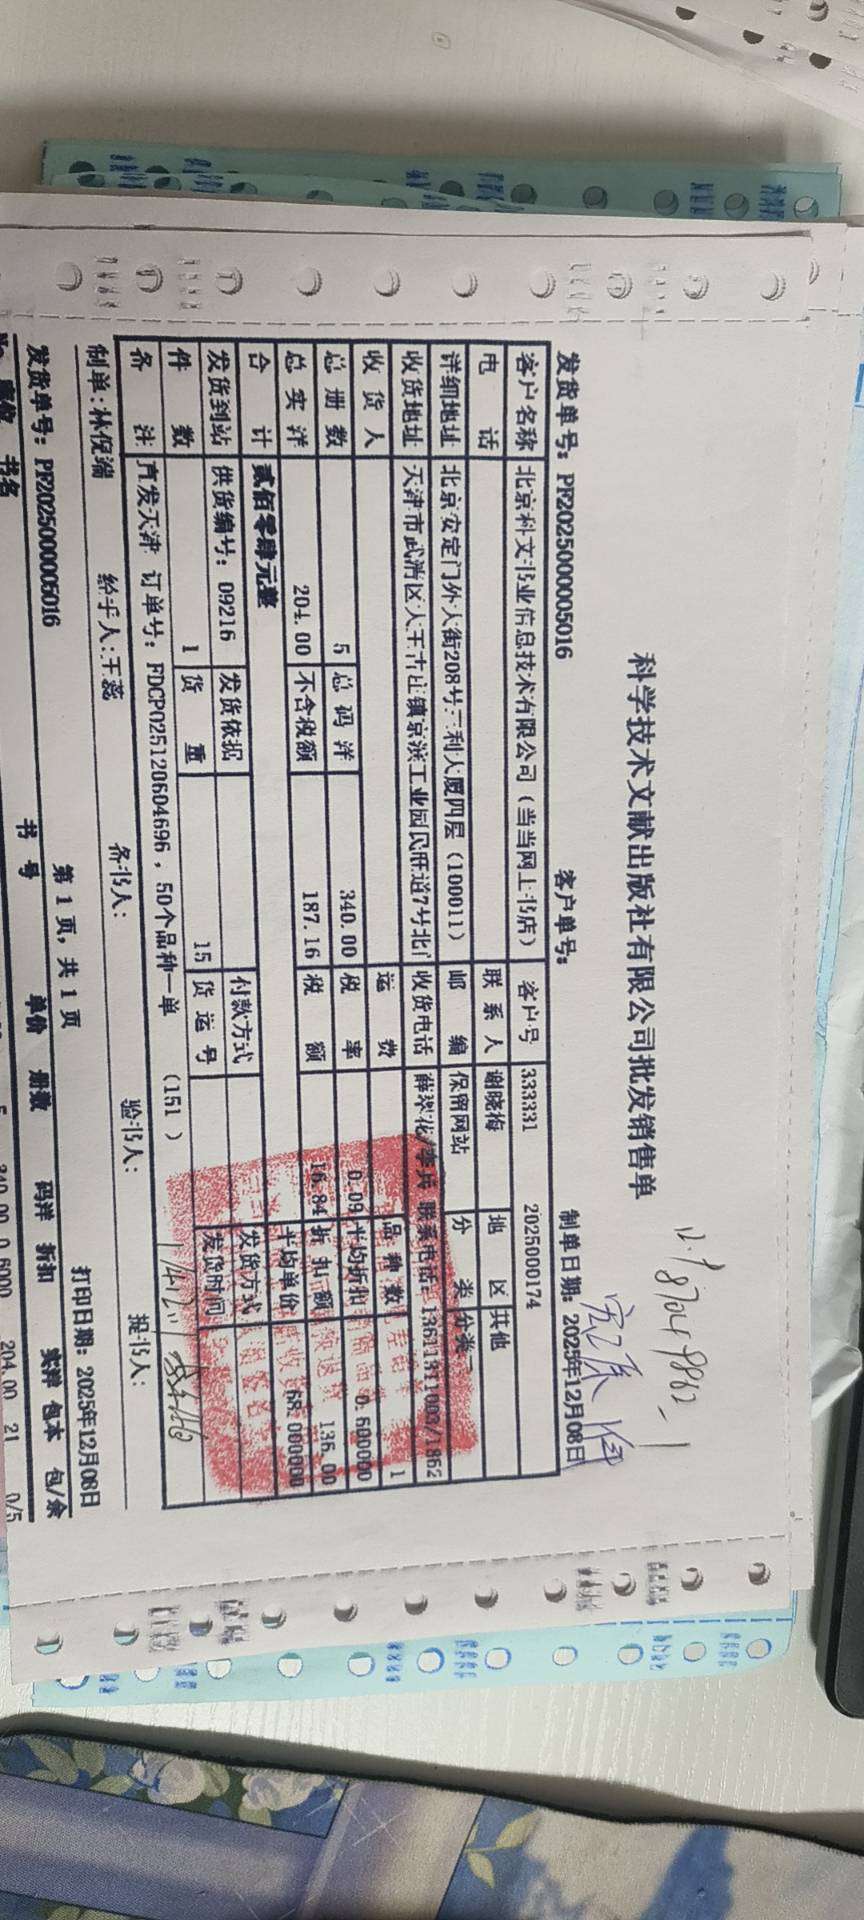 科学技术文献出版社有限公司批发销售单
发货单号：PF2025000005016 客户单号： 制单日期：2025年12月08日
客户名称 北京科文书业信息技术有限公司（当当网上书店） 客户号 333331 2025000174
电 话 联系人 谢晓梅 地 区 其他
详细地址 北京安定门外大街208号三利大厦四层（100011） 邮 编 保留网站 分 类 分类二
收货地址 天津市武清区大王古庄镇京滨工业园民旺道7号北门 收货电话
收 货 人 运 费 品 种 数 1
总 册 数 5 总 码 洋 340.00 税 率 0.09 平均折扣 0.600000
总 实 洋 204.00 不含税额 187.16 税 额 16.84 折 扣 额 136.00
合 计 贰佰零肆元整 平均单价 68.000000
发货到站 供货编号：09216 发货依据 付款方式 发货方式
件 数 1 货 重 15 货 运 号 发货时间
备 注 直发天津 订单号：FDCP025120604696，50个品种一单 （151 ）
制单：林倪端 经手人：王蕊 备书人： 验书人： 提书人：
第 1 页，共 1 页 打印日期：2025年12月08日
发货单号：PF2025000005016
书名 书 号 单价 册数 码洋 折扣 实洋 包本 包/余
5 340.00 0.6000 204.00 21 0/5